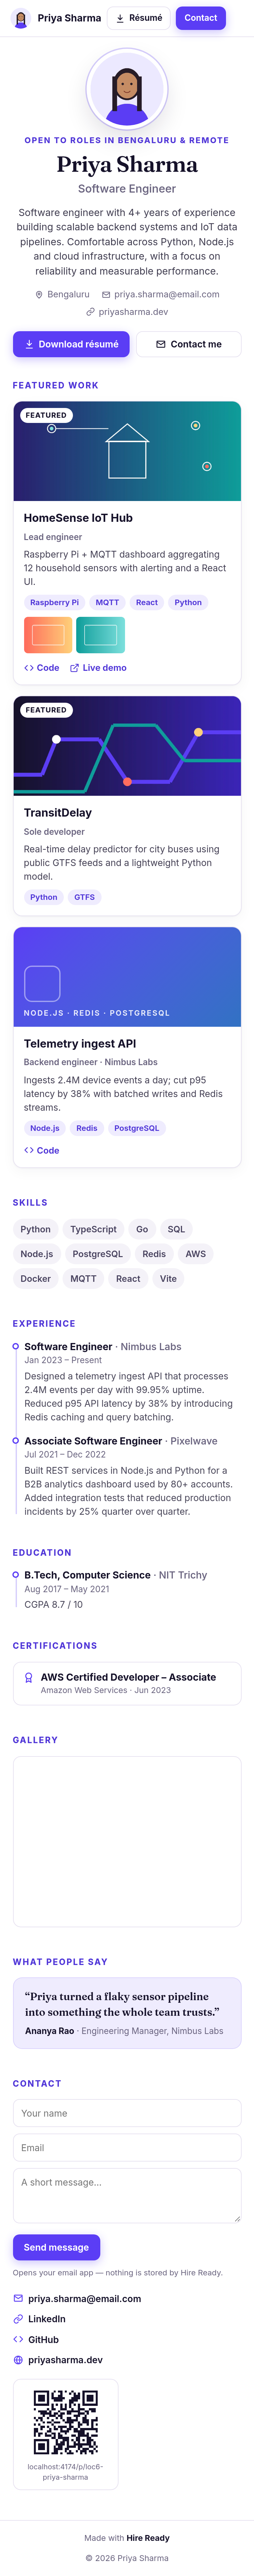 Priya Sharma
Résumé
Contact
OPEN TO ROLES IN BENGALURU & REMOTE
Priya Sharma
Software Engineer
Software engineer with 4+ years of experience
building scalable backend systems and IoT data
pipelines. Comfortable across Python, Node.js
and cloud infrastructure, with a focus on
reliability and measurable performance.
Bengaluru
priya.sharma@email.com
priyasharma.dev
Download résumé
Contact me
FEATURED WORK
FEATURED
HomeSense IoT Hub
Lead engineer
Raspberry Pi + MQTT dashboard aggregating
12 household sensors with alerting and a React
UI.
Raspberry Pi
MQTT
React
Python
Code
Live demo
FEATURED
TransitDelay
Sole developer
Real-time delay predictor for city buses using
public GTFS feeds and a lightweight Python
model.
Python
GTFS
NODE.JS · REDIS · POSTGRESQL
Telemetry ingest API
Backend engineer · Nimbus Labs
Ingests 2.4M device events a day; cut p95
latency by 38% with batched writes and Redis
streams.
Node.js
Redis
PostgreSQL
Code
SKILLS
Python
TypeScript
Go
SQL
Node.js
PostgreSQL
Redis
AWS
Docker
MQTT
React
Vite
EXPERIENCE
Software Engineer · Nimbus Labs
Jan 2023 – Present
Designed a telemetry ingest API that processes
2.4M events per day with 99.95% uptime.
Reduced p95 API latency by 38% by introducing
Redis caching and query batching.
Associate Software Engineer · Pixelwave
Jul 2021 – Dec 2022
Built REST services in Node.js and Python for a
B2B analytics dashboard used by 80+ accounts.
Added integration tests that reduced production
incidents by 25% quarter over quarter.
EDUCATION
B.Tech, Computer Science · NIT Trichy
Aug 2017 – May 2021
CGPA 8.7 / 10
CERTIFICATIONS
AWS Certified Developer – Associate
Amazon Web Services · Jun 2023
GALLERY
WHAT PEOPLE SAY
“Priya turned a flaky sensor pipeline
into something the whole team trusts.”
Ananya Rao · Engineering Manager, Nimbus Labs
CONTACT
Your name
Email
A short message...
Send message
Opens your email app — nothing is stored by Hire Ready.
priya.sharma@email.com
LinkedIn
GitHub
priyasharma.dev
localhost:4174/p/loc6-
priya-sharma
Made with Hire Ready
© 2026 Priya Sharma